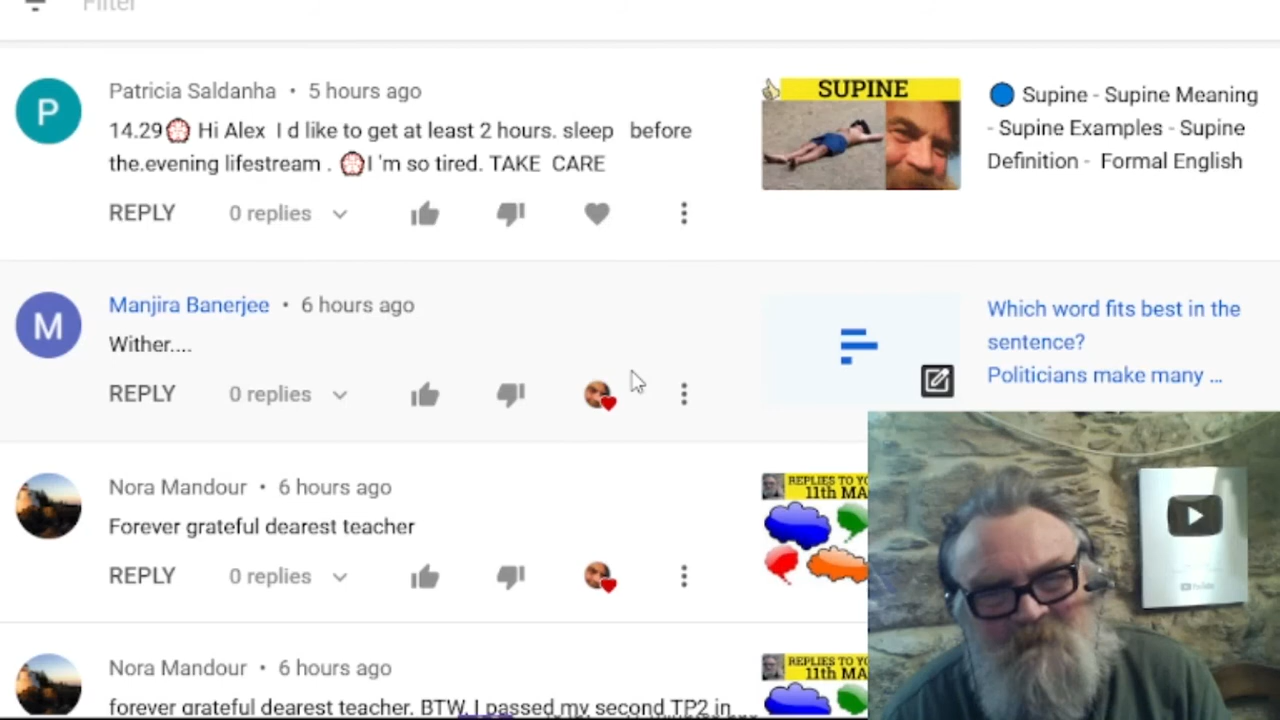 Filter
P
Patricia Saldanha • 5 hours ago
14.29 Hi Alex I d like to get at least 2 hours. sleep before
the.evening lifestream . I 'm so tired. TAKE CARE
REPLY 0 replies
SUPINE
Supine - Supine Meaning
- Supine Examples - Supine
Definition - Formal English
M
Manjira Banerjee • 6 hours ago
Wither....
REPLY 0 replies
Which word fits best in the
sentence?
Politicians make many ...
Nora Mandour • 6 hours ago
Forever grateful dearest teacher
REPLY 0 replies
REPLIES TO YO
11th MA
Nora Mandour • 6 hours ago
forever grateful dearest teacher. BTW, I passed my second TP2 in
REPLIES TO YO
11th MA
YouTube